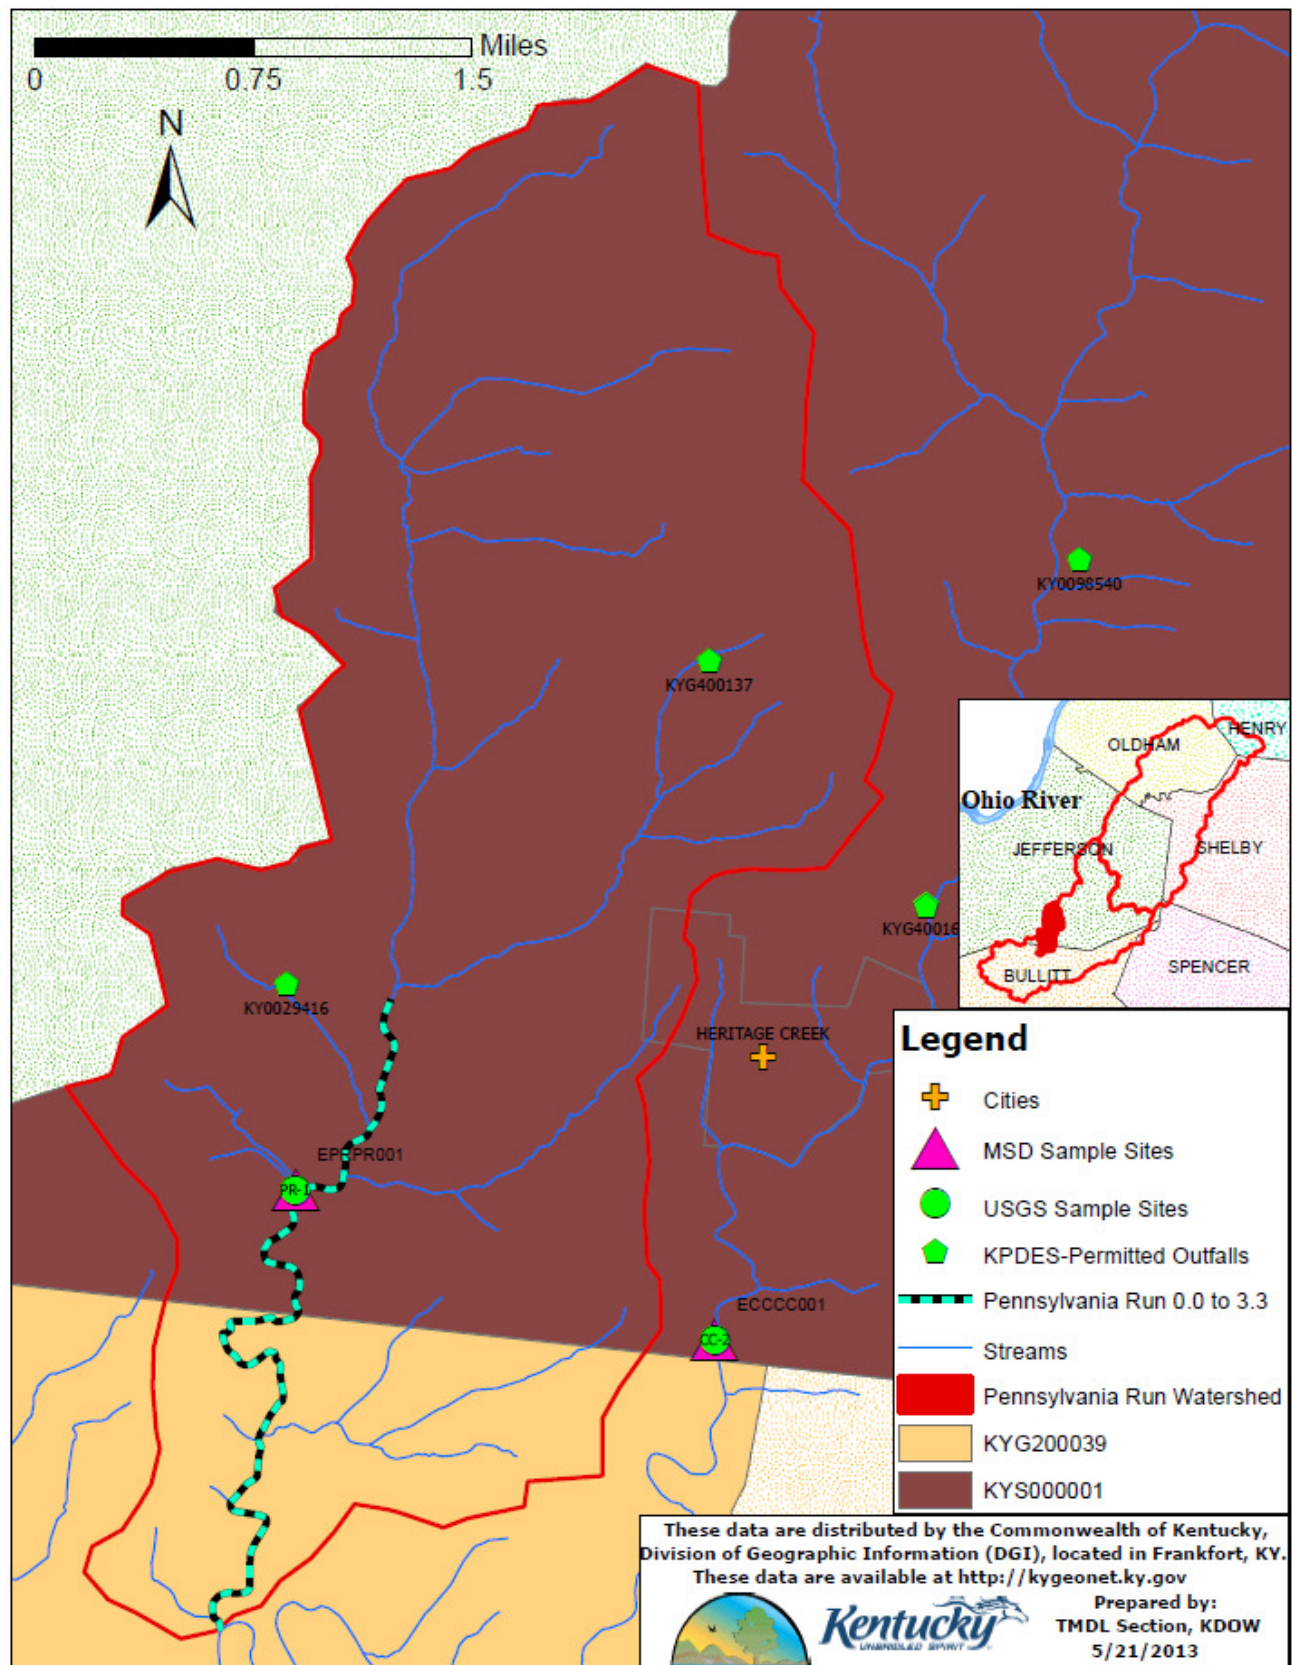 Miles
0 0.75 1.5
N
KY0098540
KYG400137
KYG40016
KY0029416
HERITAGE CREEK
EPRPR001
PR-1
ECCCC001
CC-2
HENRY
OLDHAM
Ohio River
JEFFERSON
SHELBY
BULLITT
SPENCER
Legend
Cities
MSD Sample Sites
USGS Sample Sites
KPDES-Permitted Outfalls
Pennsylvania Run 0.0 to 3.3
Streams
Pennsylvania Run Watershed
KYG200039
KYS000001
These data are distributed by the Commonwealth of Kentucky,
Division of Geographic Information (DGI), located in Frankfort, KY.
These data are available at http://kygeonet.ky.gov
Kentucky
UNBRIDLED SPIRIT
Prepared by:
TMDL Section, KDOW
5/21/2013